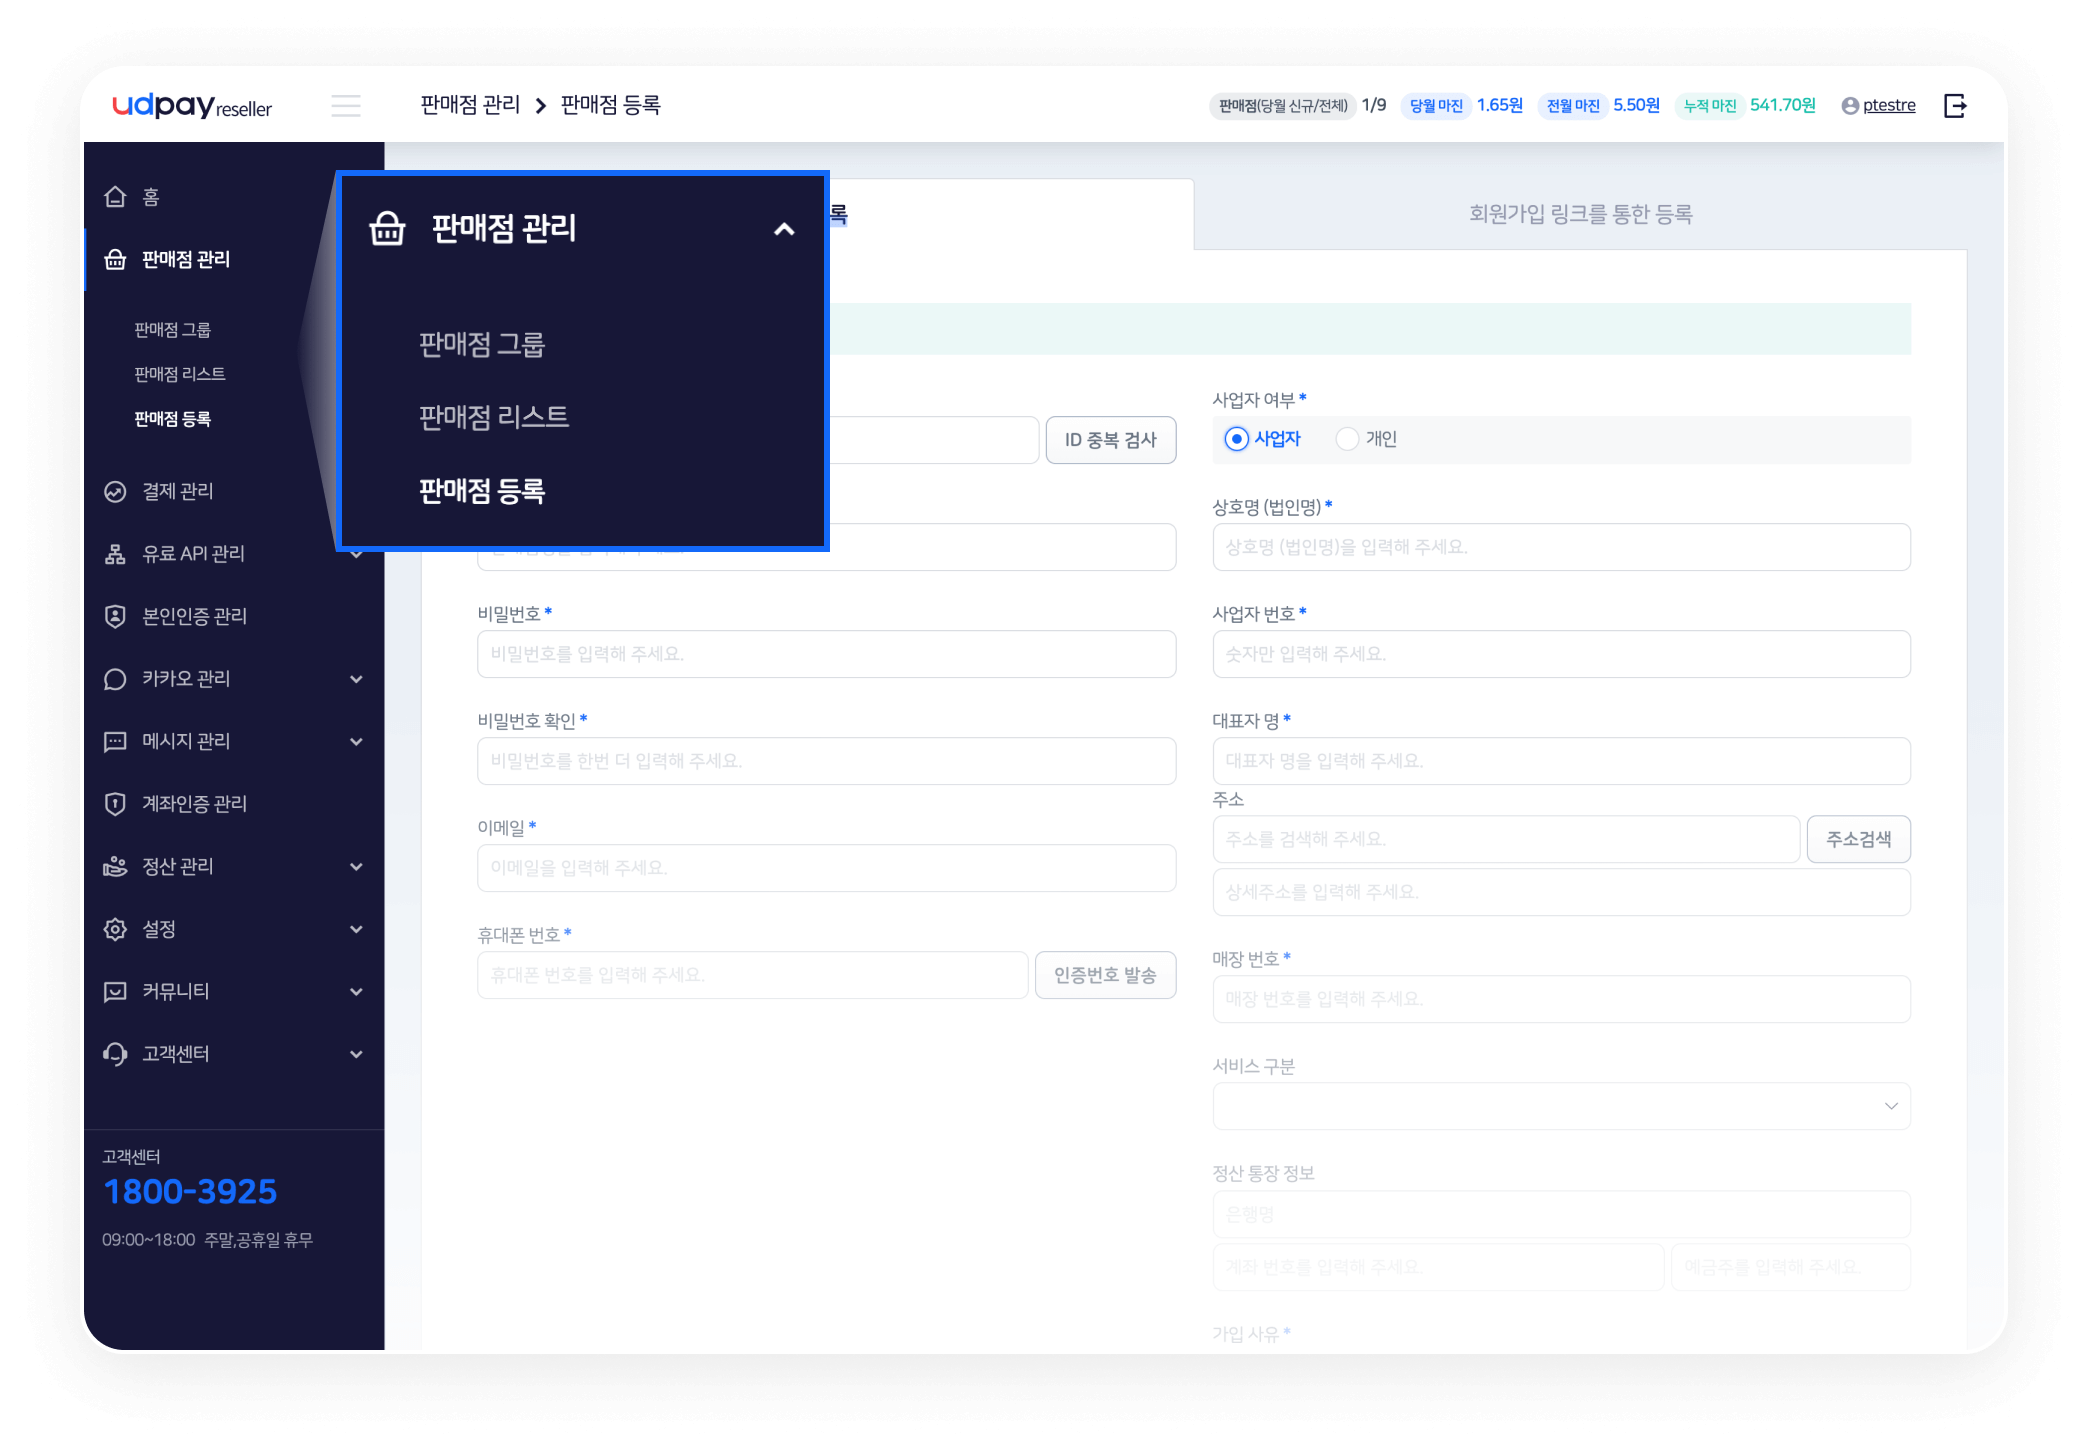 udpay reseller
판매점 관리 > 판매점 등록
판매점(당월 신규/전체) 1/9 당월 마진 1.65원 전월 마진 5.50원 누적 마진 541.70원 ptestre
홈
판매점 관리
판매점 그룹
판매점 리스트
판매점 등록
결제 관리
유료 API 관리
본인인증 관리
카카오 관리
메시지 관리
계좌인증 관리
정산 관리
설정
커뮤니티
고객센터
고객센터
1800-3925
09:00~18:00 주말,공휴일 휴무
판매점 관리
판매점 그룹
판매점 리스트
판매점 등록
록
회원가입 링크를 통한 등록
ID 중복 검사
비밀번호 *
비밀번호를 입력해 주세요.
비밀번호 확인 *
비밀번호를 한번 더 입력해 주세요.
이메일 *
이메일을 입력해 주세요.
휴대폰 번호 *
휴대폰 번호를 입력해 주세요.
인증번호 발송
사업자 여부 *
사업자 개인
상호명 (법인명) *
상호명 (법인명)을 입력해 주세요.
사업자 번호 *
숫자만 입력해 주세요.
대표자 명 *
대표자 명을 입력해 주세요.
주소
주소를 검색해 주세요.
주소검색
상세주소를 입력해 주세요.
매장 번호 *
매장 번호를 입력해 주세요.
서비스 구분
정산 통장 정보
은행명
계좌 번호를 입력해 주세요.
예금주를 입력해 주세요.
가입 사유 *